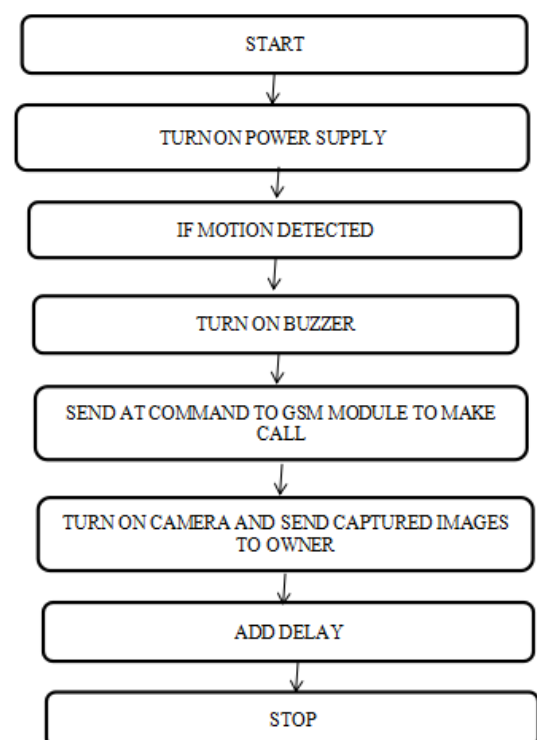 START
TURN ON POWER SUPPLY
IF MOTION DETECTED
TURN ON BUZZER
SEND AT COMMAND TO GSM MODULE TO MAKE
CALL
TURN ON CAMERA AND SEND CAPTURED IMAGES
TO OWNER
ADD DELAY
STOP